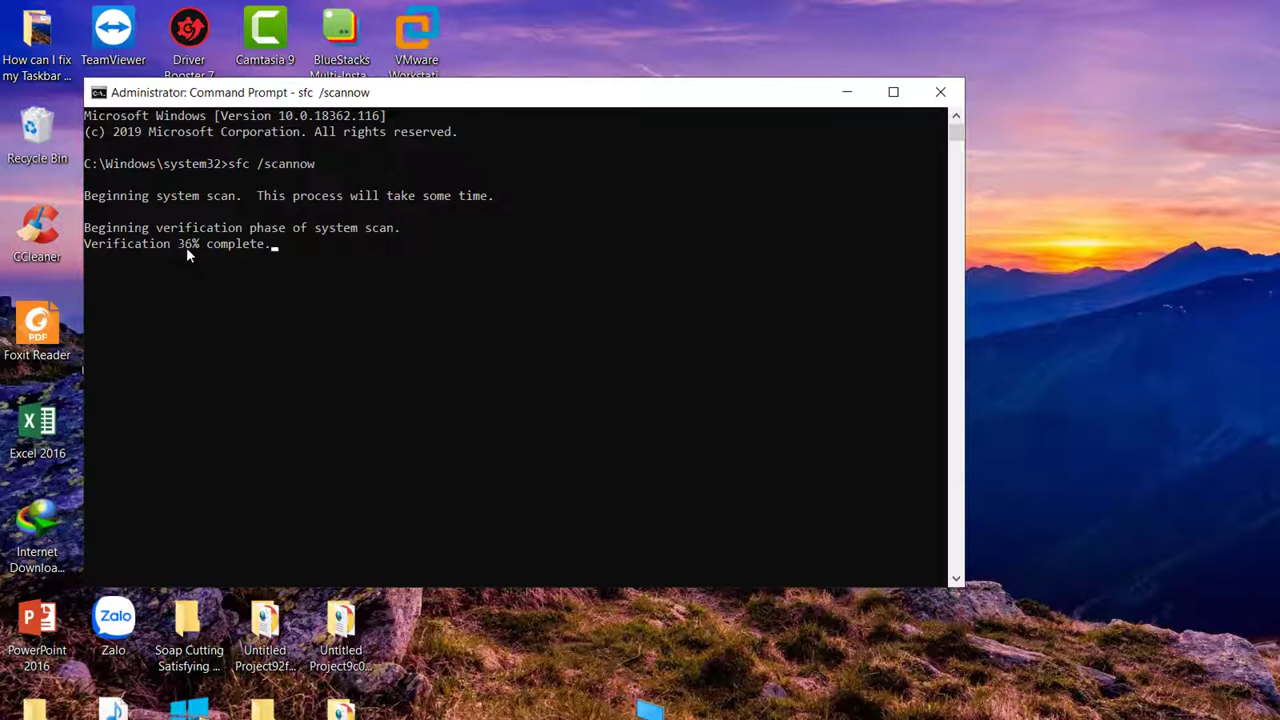 How can I fix
my Taskbar ...
TeamViewer
Driver
Booster 7
Camtasia 9
BlueStacks
Multi-Insta...
VMware
Workstati...
Administrator: Command Prompt - sfc  /scannow
Microsoft Windows [Version 10.0.18362.116]
(c) 2019 Microsoft Corporation. All rights reserved.
C:\Windows\system32>sfc /scannow
Beginning system scan.  This process will take some time.
Beginning verification phase of system scan.
Verification 36% complete.
Recycle Bin
CCleaner
PDF
Foxit Reader
Excel 2016
Internet
Downloa...
PowerPoint
2016
Zalo
Zalo
Soap Cutting
Satisfying ...
Untitled
Project92f...
Untitled
Project9c0...